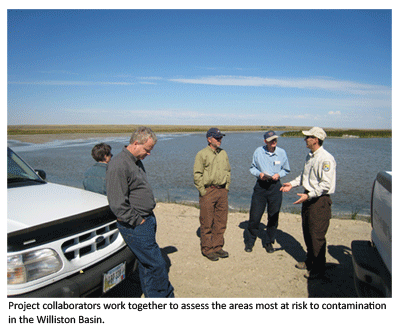 Project collaborators work together to assess the areas most at risk to contamination
in the Williston Basin.